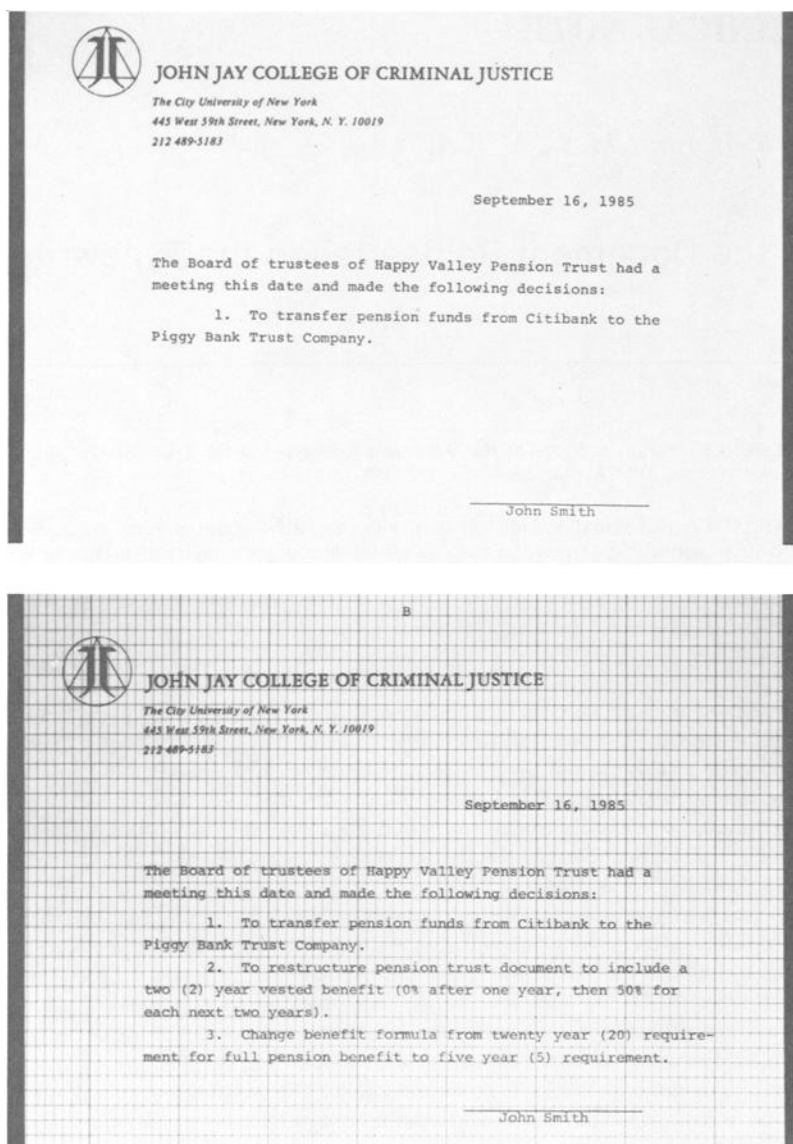 JOHN JAY COLLEGE OF CRIMINAL JUSTICE
The City University of New York
445 West 59th Street, New York, N. Y. 10019
212 489-5183
September 16, 1985
The Board of trustees of Happy Valley Pension Trust had a
meeting this date and made the following decisions:
1. To transfer pension funds from Citibank to the
Piggy Bank Trust Company.
John Smith
B
JOHN JAY COLLEGE OF CRIMINAL JUSTICE
The City University of New York
445 West 59th Street, New York, N. Y. 10019
212 489-5183
September 16, 1985
The Board of trustees of Happy Valley Pension Trust had a
meeting this date and made the following decisions:
1. To transfer pension funds from Citibank to the
Piggy Bank Trust Company.
2. To restructure pension trust document to include a
two (2) year vested benefit (0% after one year, then 50% for
each next two years).
3. Change benefit formula from twenty year (20) require-
ment for full pension benefit to five year (5) requirement.
John Smith